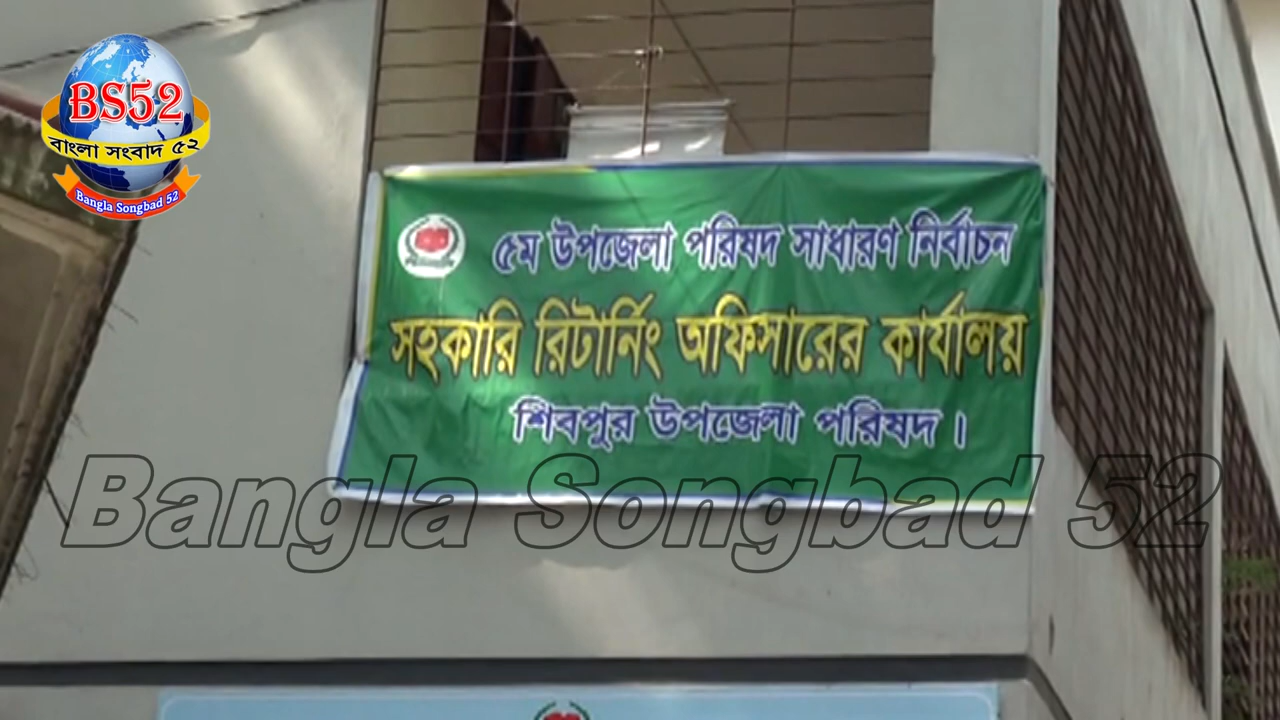 BS52
বাংলা সংবাদ ৫২
Bangla Songbad 52
৫ম উপজেলা পরিষদ সাধারণ নির্বাচন
সহকারি রিটার্নিং অফিসারের কার্যালয়
শিবপুর উপজেলা পরিষদ।
Bangla Songbad 52